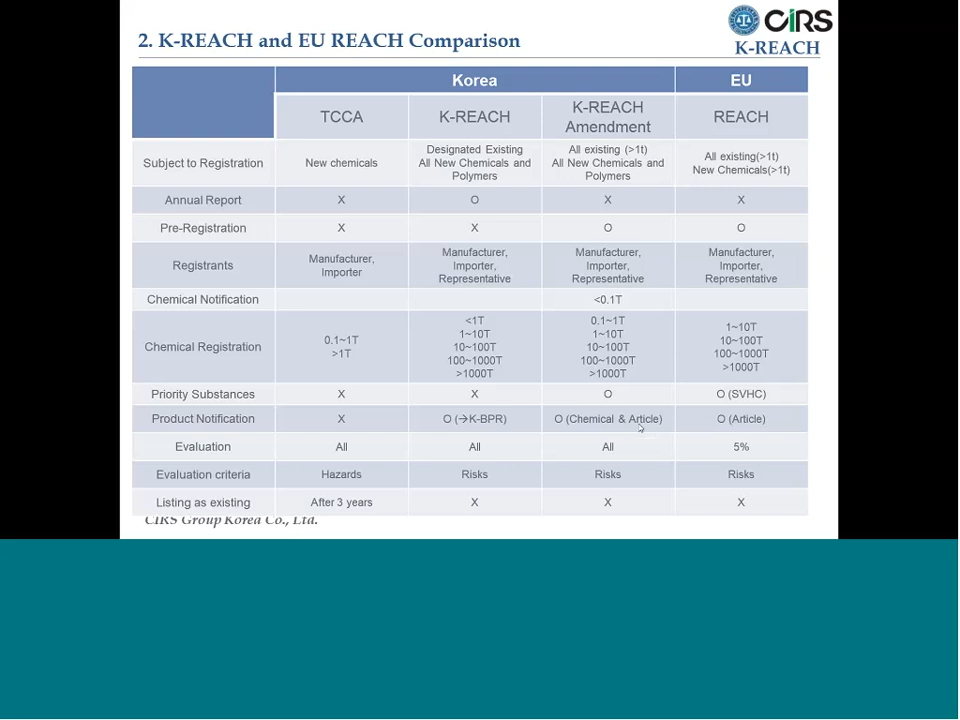 CIRS
2. K-REACH and EU REACH Comparison
K-REACH
Korea EU
TCCA K-REACH K-REACH Amendment REACH
Subject to Registration New chemicals Designated Existing All New Chemicals and Polymers All existing (>1t) All New Chemicals and Polymers All existing(>1t) New Chemicals(>1t)
Annual Report X O X X
Pre-Registration X X O O
Registrants Manufacturer, Importer Manufacturer, Importer, Representative Manufacturer, Importer, Representative Manufacturer, Importer, Representative
Chemical Notification <0.1T
Chemical Registration 0.1~1T >1T <1T 1~10T 10~100T 100~1000T >1000T 0.1~1T 1~10T 10~100T 100~1000T >1000T 1~10T 10~100T 100~1000T >1000T
Priority Substances X X O O (SVHC)
Product Notification X O (→K-BPR) O (Chemical & Article) O (Article)
Evaluation All All All 5%
Evaluation criteria Hazards Risks Risks Risks
Listing as existing After 3 years X X X
CIRS Group Korea Co., Ltd.